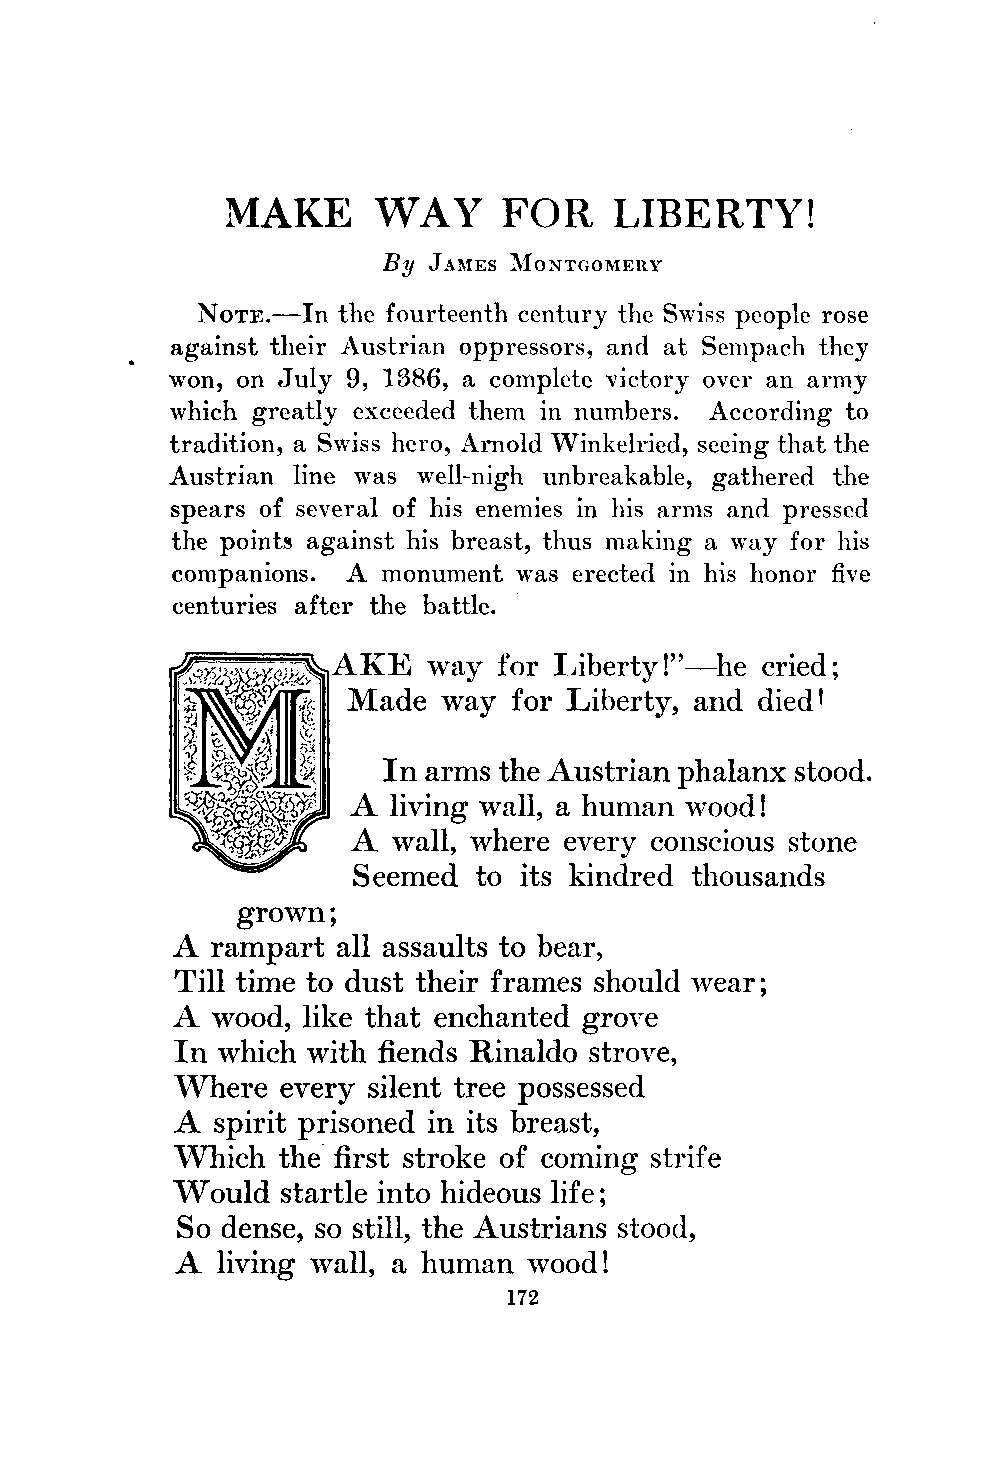 MAKE WAY FOR LIBERTY!
By JAMES MONTGOMERY
NOTE.—In the fourteenth century the Swiss people rose
against their Austrian oppressors, and at Sempach they
won, on July 9, 1386, a complete victory over an army
which greatly exceeded them in numbers. According to
tradition, a Swiss hero, Arnold Winkelried, seeing that the
Austrian line was well-nigh unbreakable, gathered the
spears of several of his enemies in his arms and pressed
the points against his breast, thus making a way for his
companions. A monument was erected in his honor five
centuries after the battle.
MAKE way for Liberty!”—he cried;
Made way for Liberty, and died!
In arms the Austrian phalanx stood.
A living wall, a human wood!
A wall, where every conscious stone
Seemed to its kindred thousands
grown;
A rampart all assaults to bear,
Till time to dust their frames should wear;
A wood, like that enchanted grove
In which with fiends Rinaldo strove,
Where every silent tree possessed
A spirit prisoned in its breast,
Which the first stroke of coming strife
Would startle into hideous life;
So dense, so still, the Austrians stood,
A living wall, a human wood!
172